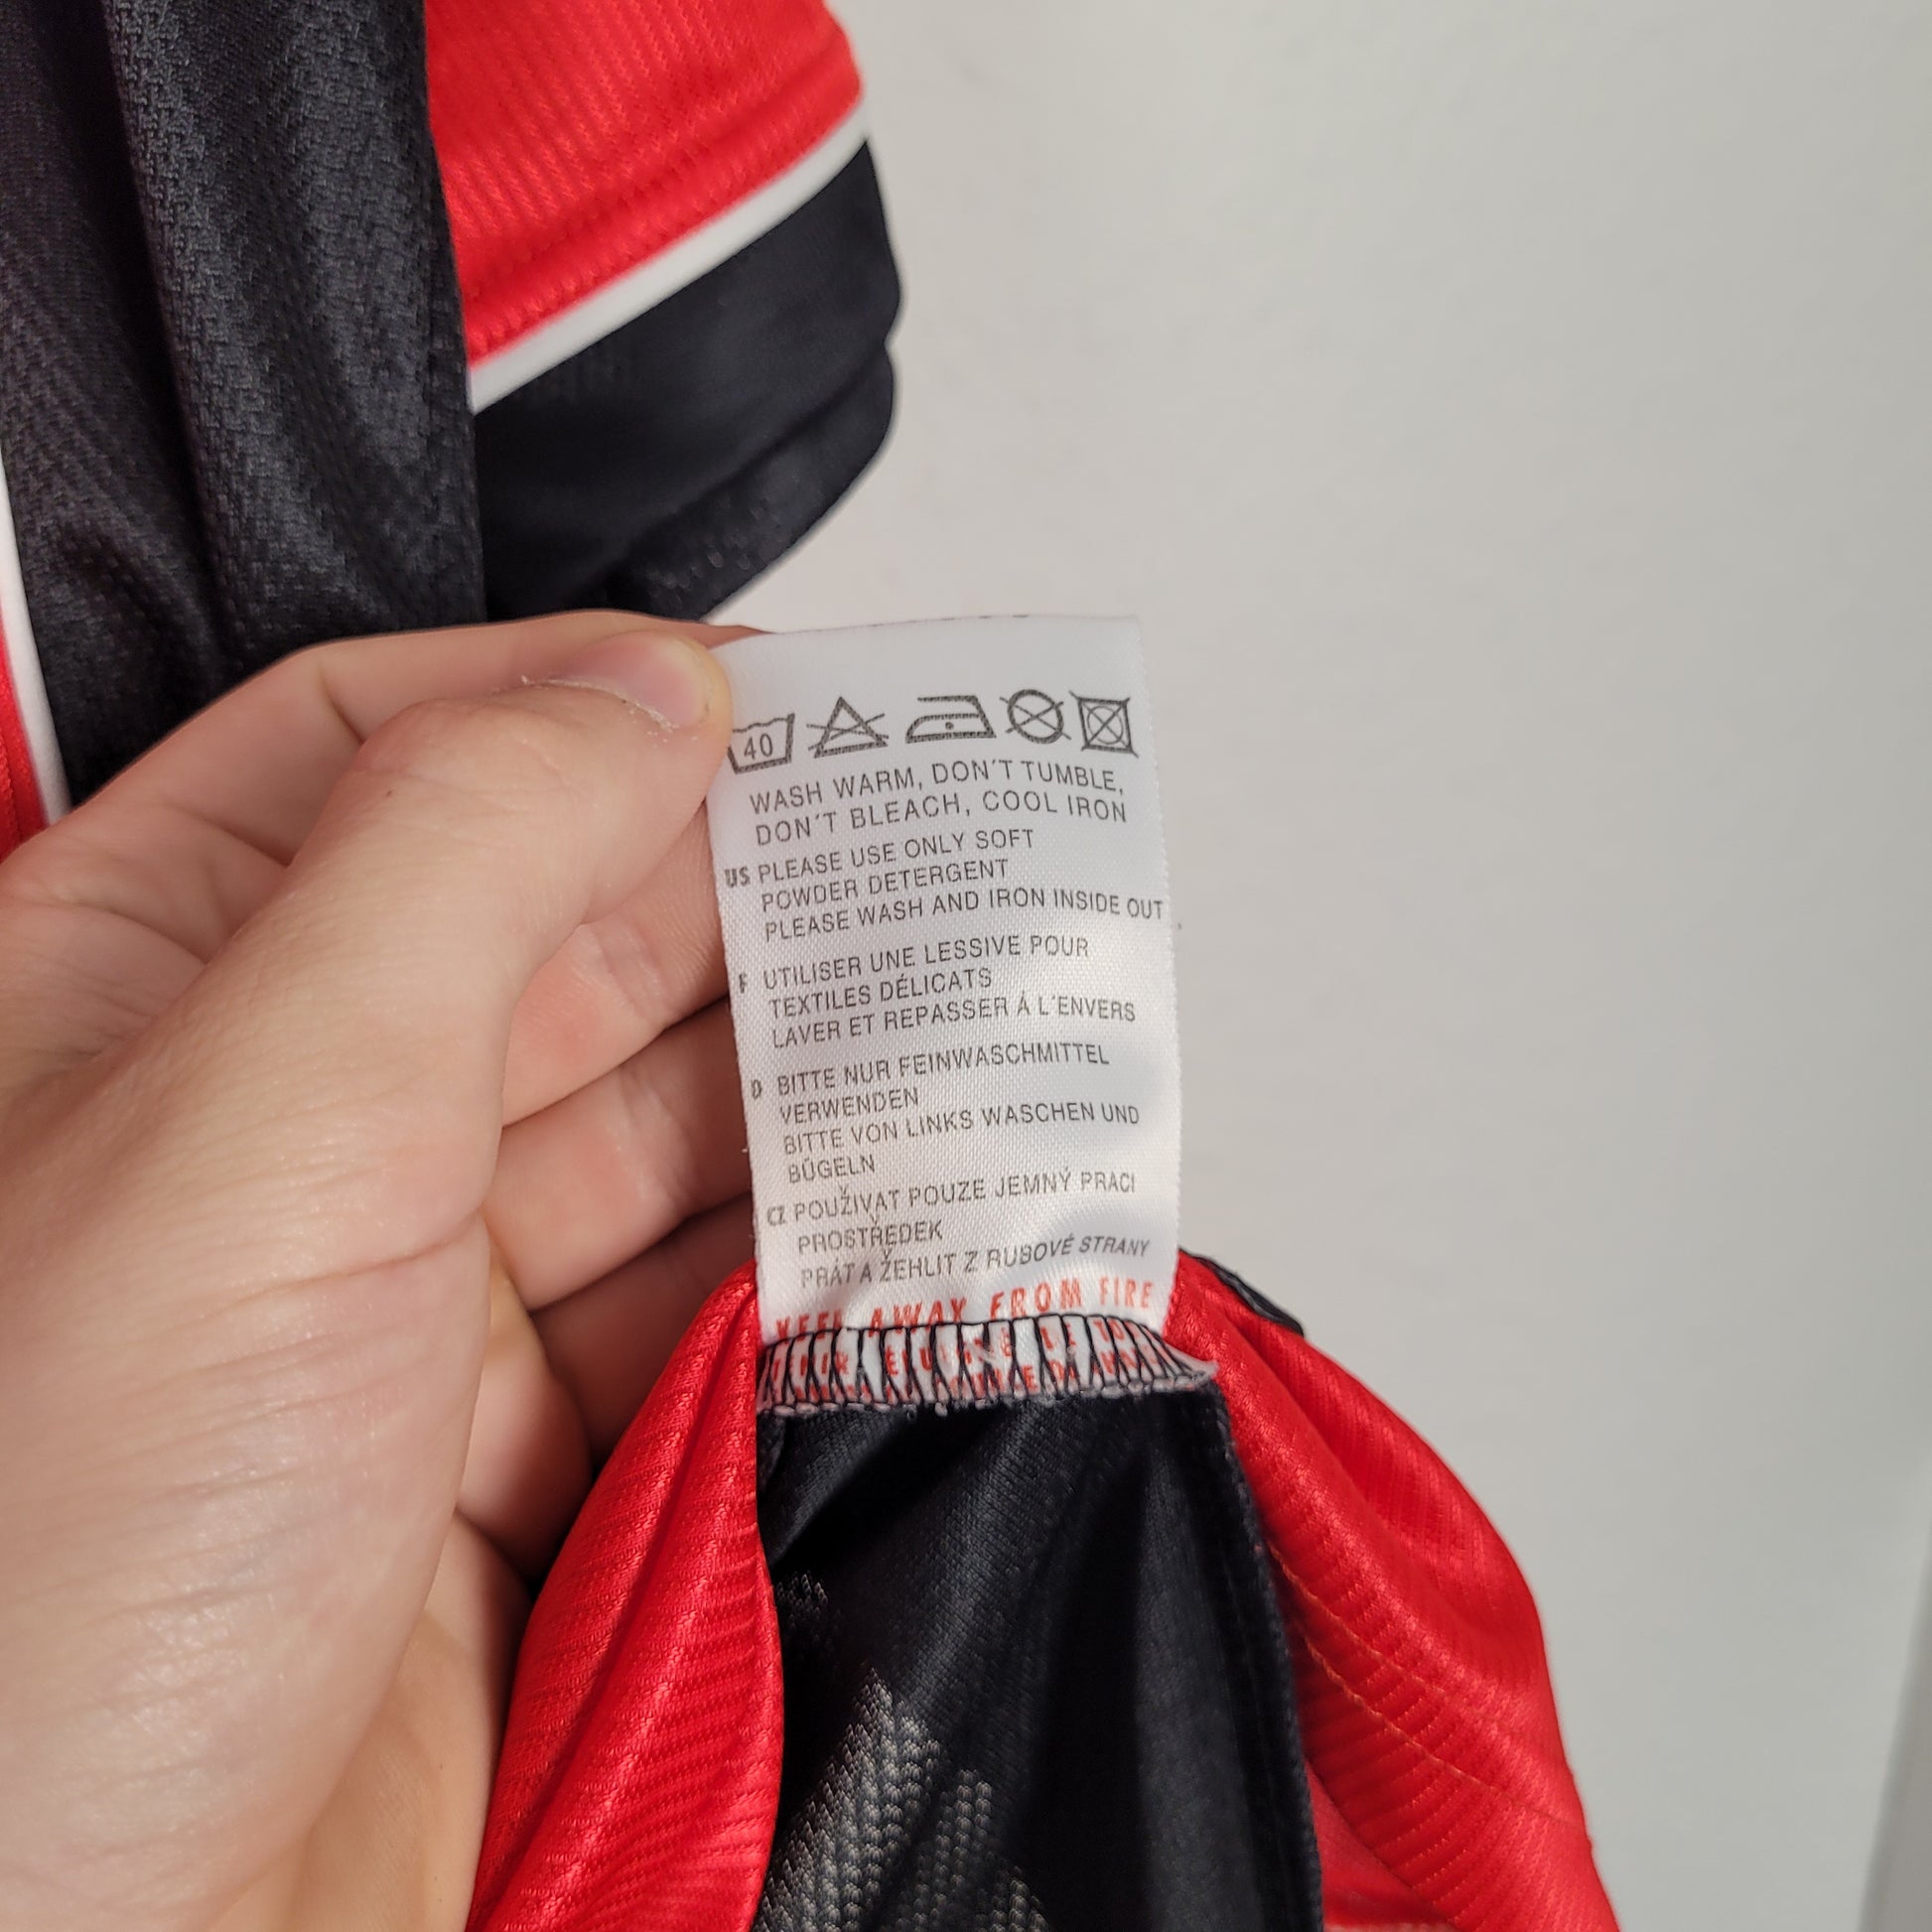 40
WASH WARM, DON'T TUMBLE,
DON'T BLEACH, COOL IRON
US PLEASE USE ONLY SOFT
POWDER DETERGENT
PLEASE WASH AND IRON INSIDE OUT
F UTILISER UNE LESSIVE POUR
TEXTILES DÉLICATS
LAVER ET REPASSER Á L'ENVERS
D BITTE NUR FEINWASCHMITTEL
VERWENDEN
BITTE VON LINKS WASCHEN UND
BÜGELN
CZ POUŽÍVAT POUZE JEMNÝ PRACI
PROSTŘEDEK
PRÁT A ŽEHLIT Z RUBOVÉ STRANY
KEEP AWAY FROM FIRE